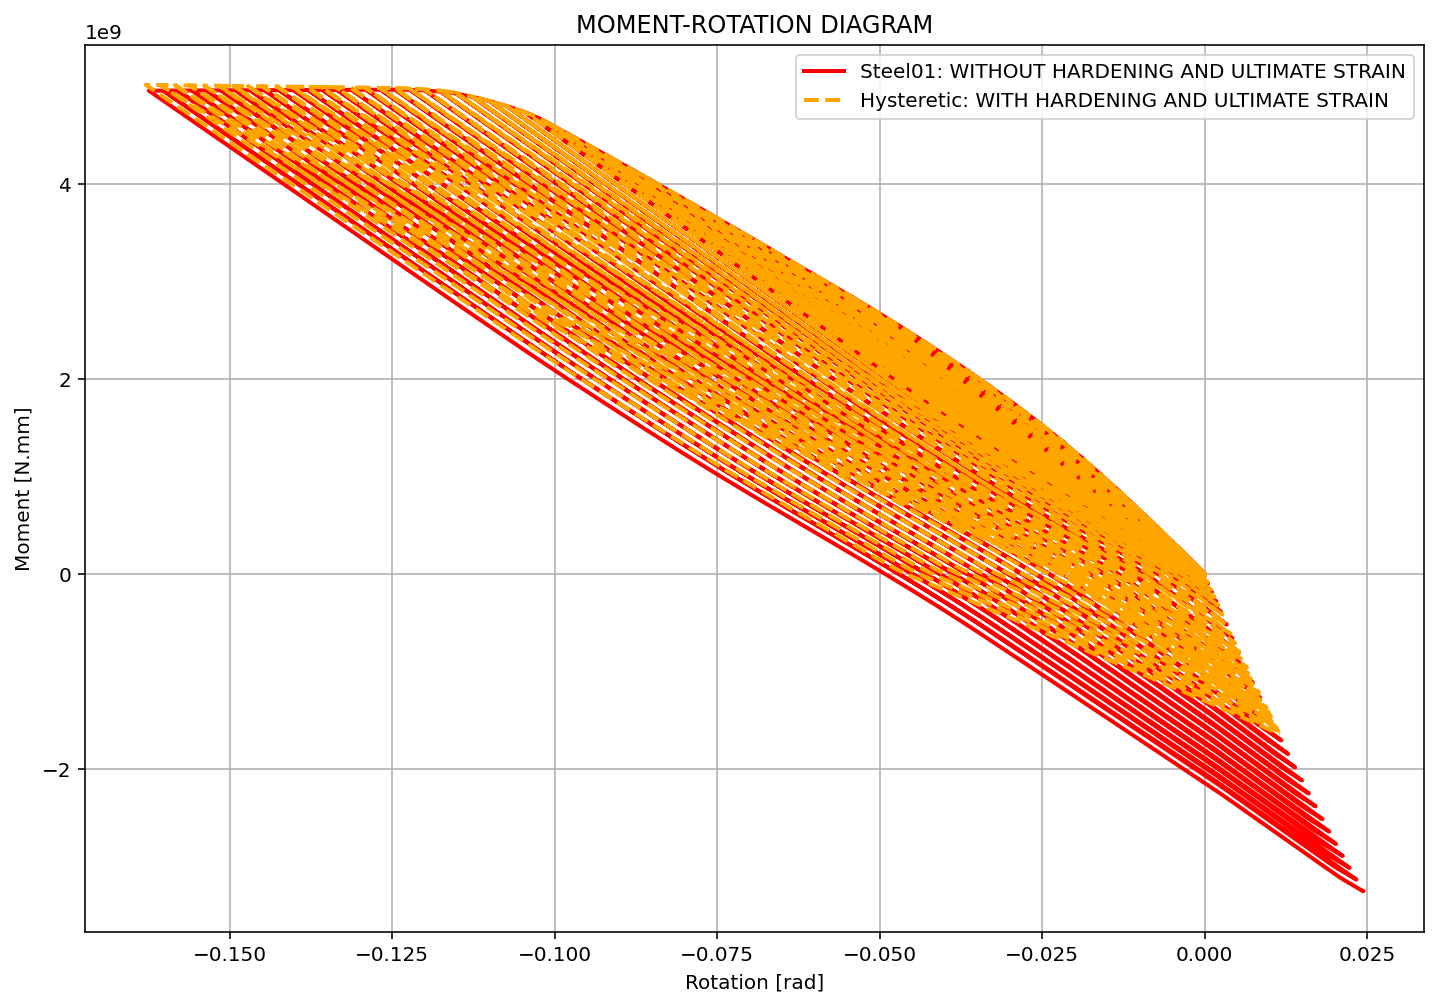 MOMENT-ROTATION DIAGRAM
1e9
Steel01: WITHOUT HARDENING AND ULTIMATE STRAIN
Hysteretic: WITH HARDENING AND ULTIMATE STRAIN
4
2
0
−2
Moment [N.mm]
−0.150 −0.125 −0.100 −0.075 −0.050 −0.025 0.000 0.025
Rotation [rad]